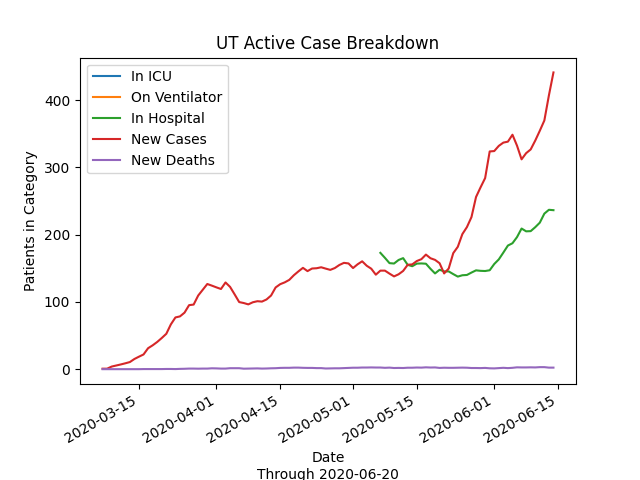 UT Active Case Breakdown
In ICU
On Ventilator
In Hospital
New Cases
New Deaths
Patients in Category
400
300
200
100
0
2020-03-15
2020-04-01
2020-04-15
2020-05-01
2020-05-15
2020-06-01
2020-06-15
Date
Through 2020-06-20